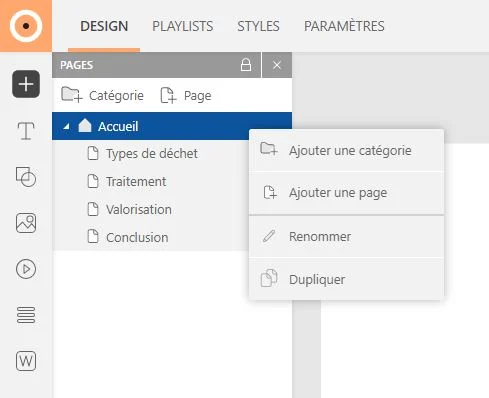 DESIGN PLAYLISTS STYLES PARAMÈTRES
PAGES
Catégorie Page
Accueil
Types de déchet
Traitement
Valorisation
Conclusion
Ajouter une catégorie
Ajouter une page
Renommer
Dupliquer
T
W